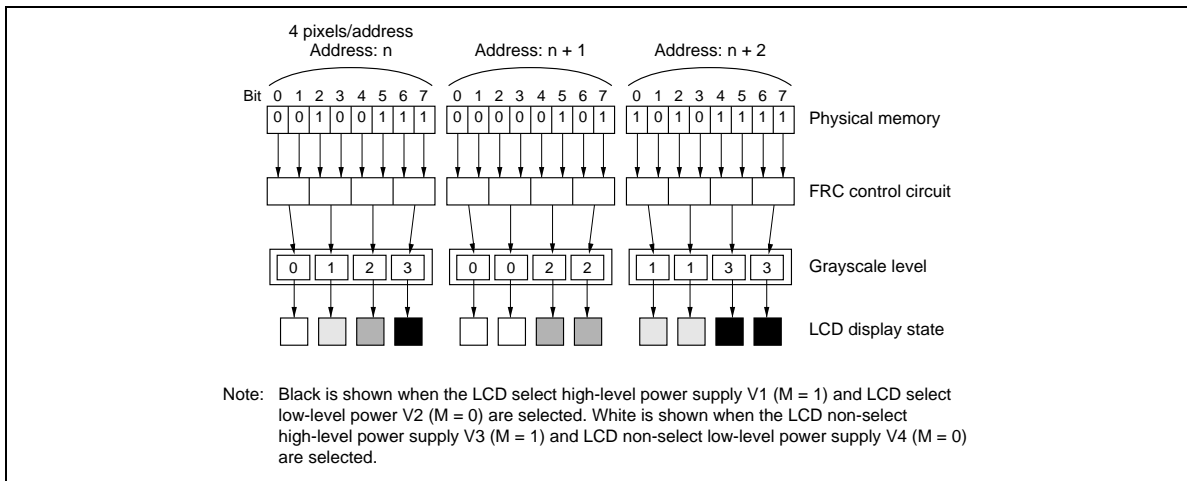 4 pixels/address
Address: n Address: n + 1 Address: n + 2
Bit 0 1 2 3 4 5 6 7 0 1 2 3 4 5 6 7 0 1 2 3 4 5 6 7
0 0 1 0 0 1 1 1 0 0 0 0 0 1 0 1 1 0 1 0 1 1 1 1 Physical memory
FRC control circuit
0 1 2 3 0 0 2 2 1 1 3 3 Grayscale level
LCD display state
Note: Black is shown when the LCD select high-level power supply V1 (M = 1) and LCD select
low-level power V2 (M = 0) are selected. White is shown when the LCD non-select
high-level power supply V3 (M = 1) and LCD non-select low-level power supply V4 (M = 0)
are selected.